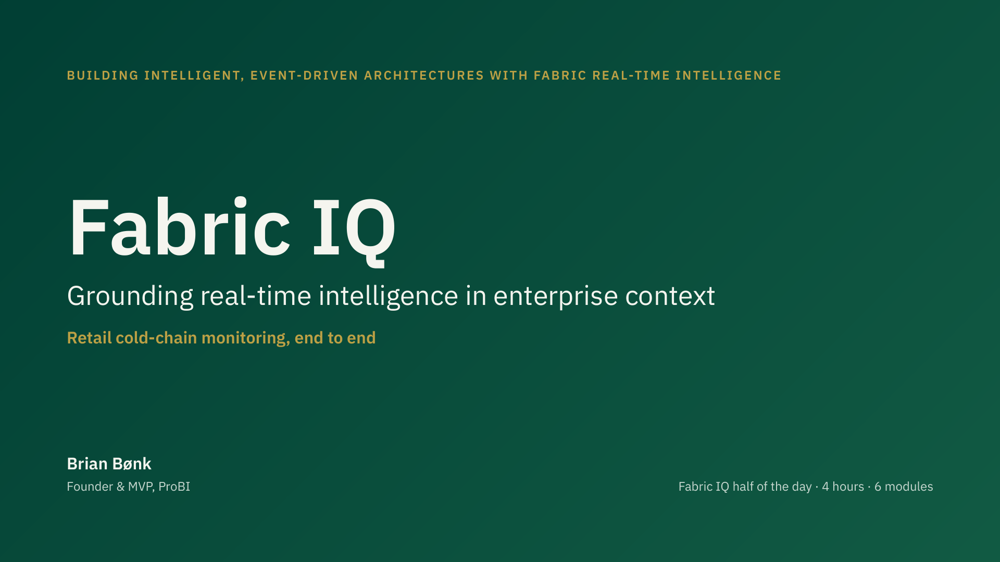 BUILDING INTELLIGENT, EVENT-DRIVEN ARCHITECTURES WITH FABRIC REAL-TIME INTELLIGENCE
Fabric IQ
Grounding real-time intelligence in enterprise context
Retail cold-chain monitoring, end to end
Brian Bønk
Founder & MVP, ProBI
Fabric IQ half of the day · 4 hours · 6 modules